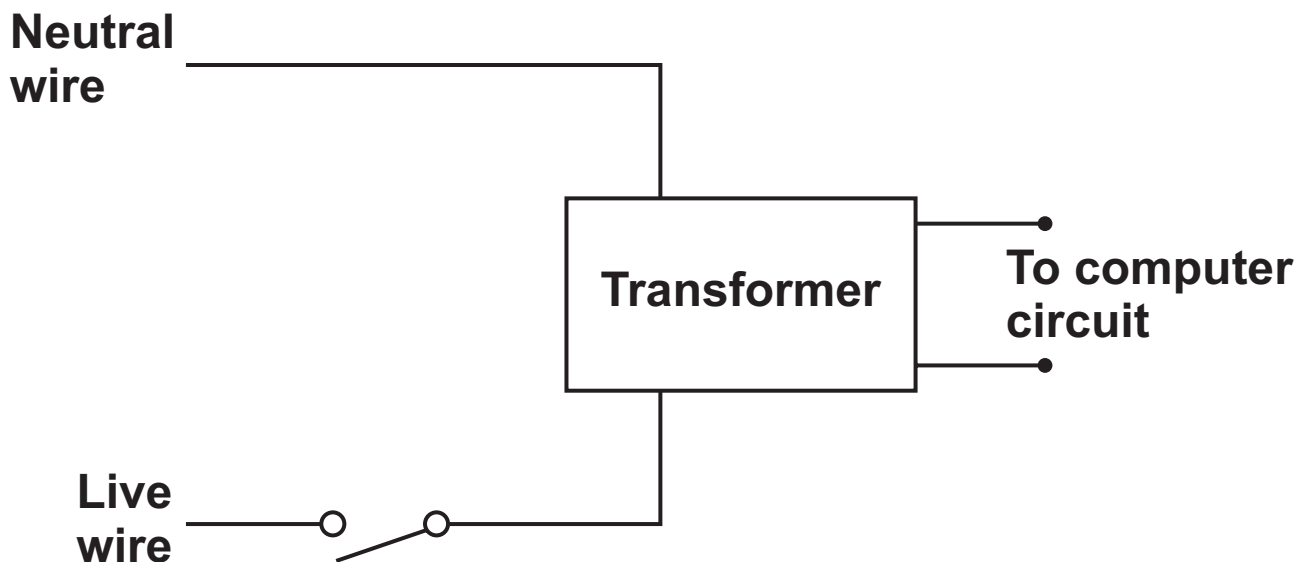 Neutral
wire
Transformer
To computer
circuit
Live
wire